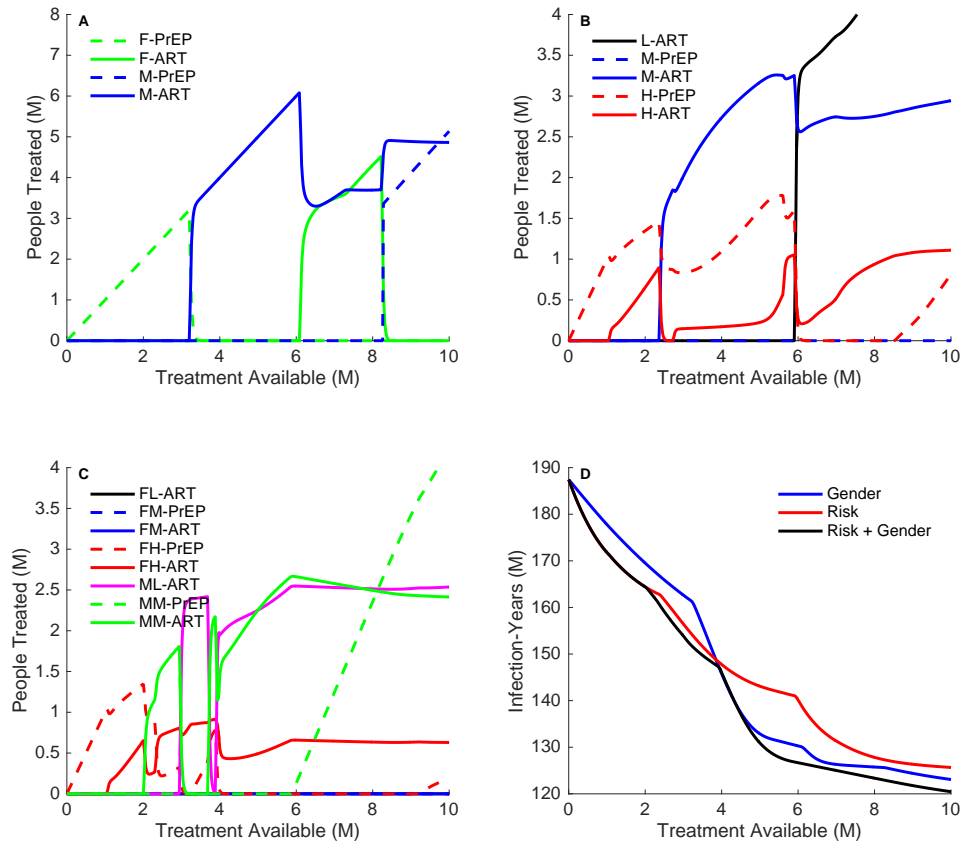 A
F-PrEP
F-ART
M-PrEP
M-ART
8
7
6
5
4
3
2
1
0
People Treated (M)
0 2 4 6 8 10
Treatment Available (M)
B
L-ART
M-PrEP
M-ART
H-PrEP
H-ART
4
3.5
3
2.5
2
1.5
1
0.5
0
People Treated (M)
0 2 4 6 8 10
Treatment Available (M)
C
FL-ART
FM-PrEP
FM-ART
FH-PrEP
FH-ART
ML-ART
MM-PrEP
MM-ART
4
3.5
3
2.5
2
1.5
1
0.5
0
People Treated (M)
0 2 4 6 8 10
Treatment Available (M)
D
Gender
Risk
Risk + Gender
190
180
170
160
150
140
130
120
Infection-Years (M)
0 2 4 6 8 10
Treatment Available (M)